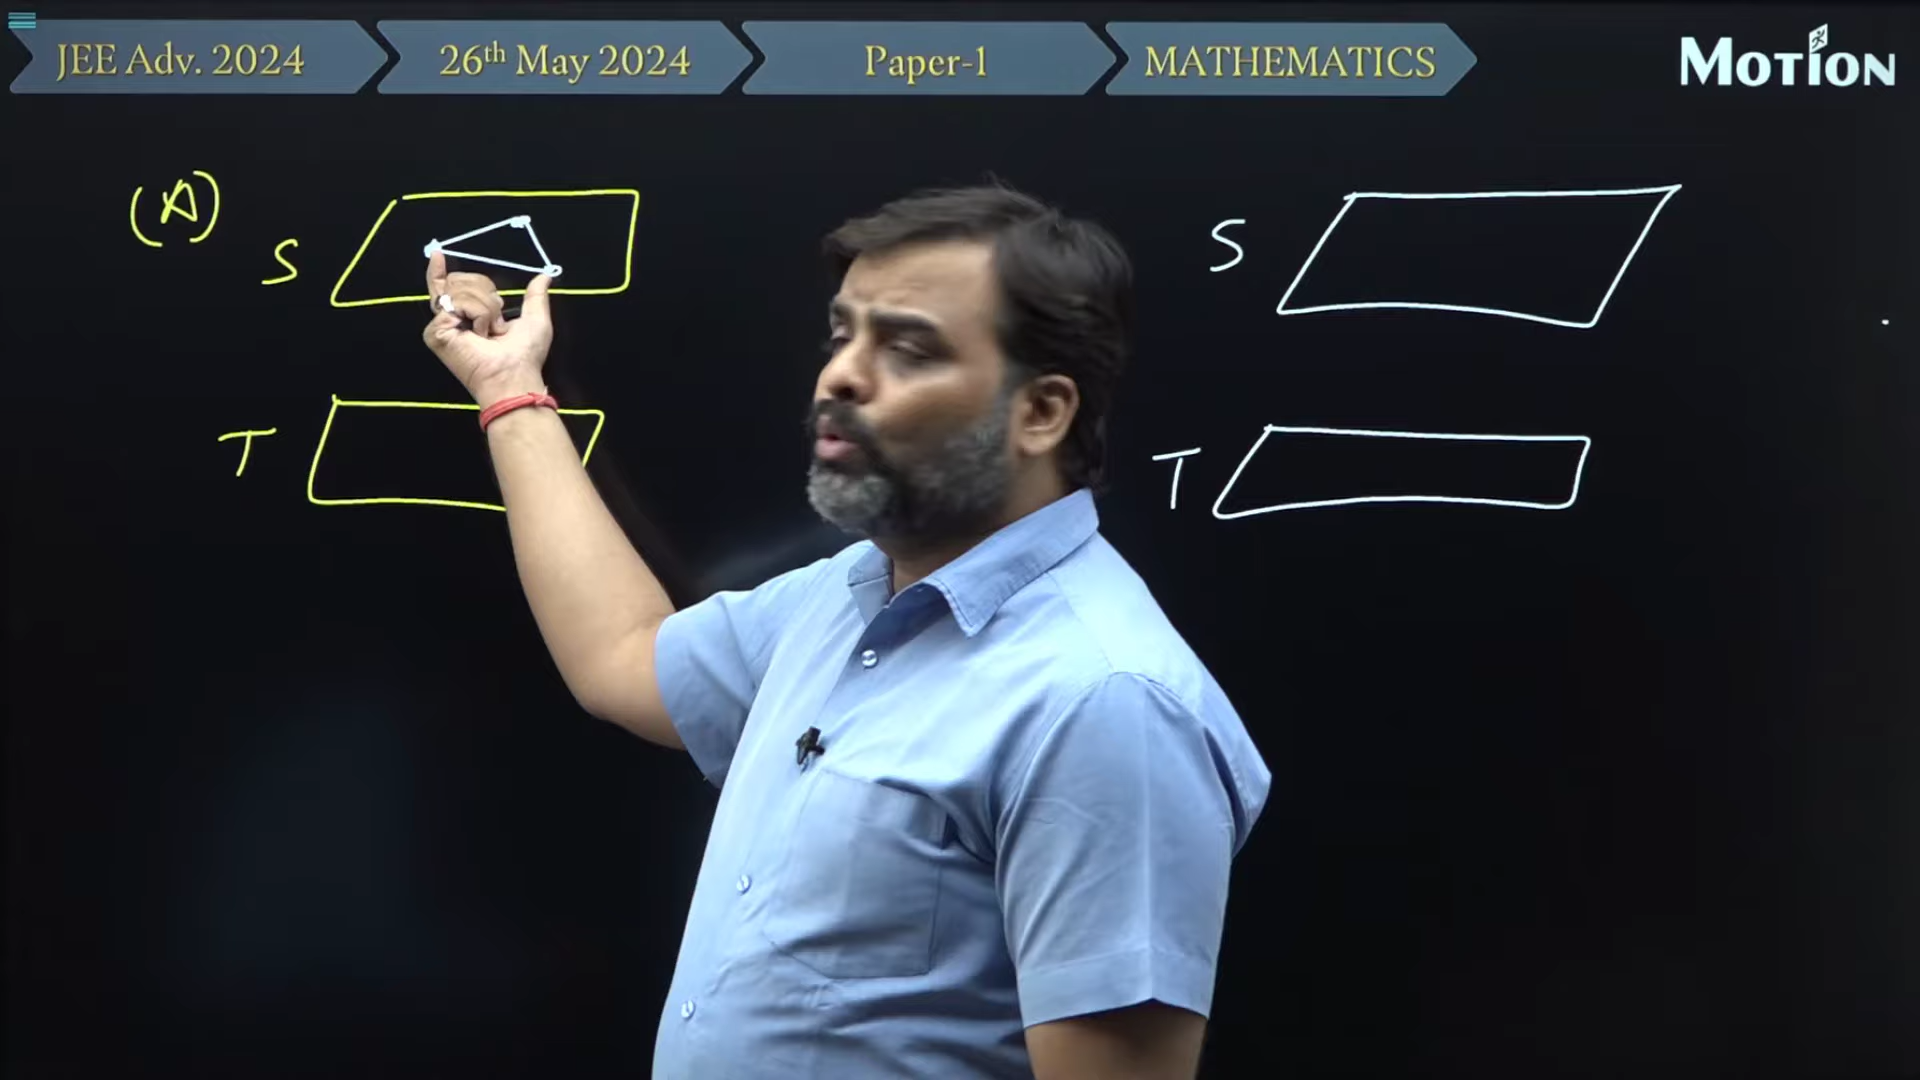 JEE Adv. 2024
26th May 2024
Paper-1
MATHEMATICS
MOTION
(A)
S
T
S
T